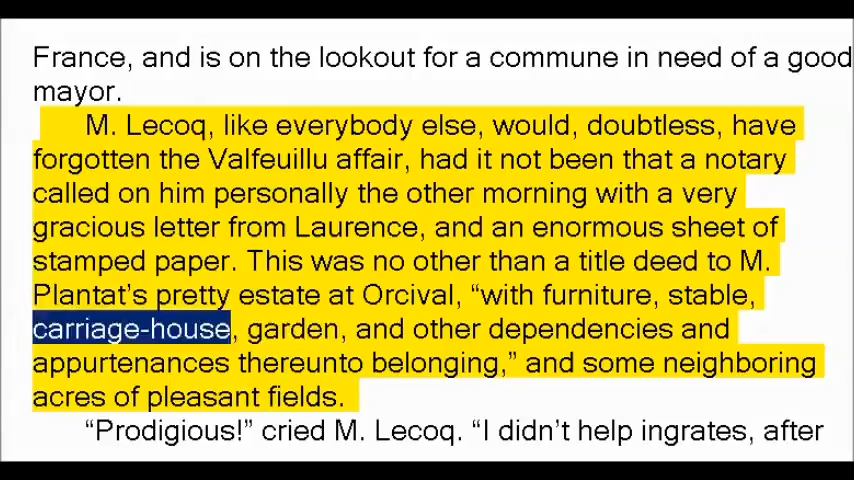 France, and is on the lookout for a commune in need of a good
mayor.
M. Lecoq, like everybody else, would, doubtless, have
forgotten the Valfeuillu affair, had it not been that a notary
called on him personally the other morning with a very
gracious letter from Laurence, and an enormous sheet of
stamped paper. This was no other than a title deed to M.
Plantat’s pretty estate at Orcival, “with furniture, stable,
carriage-house, garden, and other dependencies and
appurtenances thereunto belonging,” and some neighboring
acres of pleasant fields.
“Prodigious!” cried M. Lecoq. “I didn’t help ingrates, after